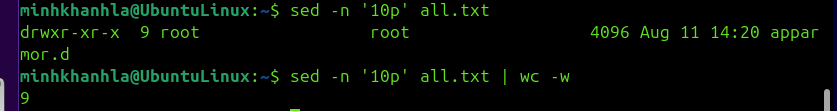 minhkhanhla@UbuntuLinux:~$ sed -n '10p' all.txt
drwxr-xr-x  9 root                root                 4096 Aug 11 14:20 appar
mor.d
minhkhanhla@UbuntuLinux:~$ sed -n '10p' all.txt | wc -w
9